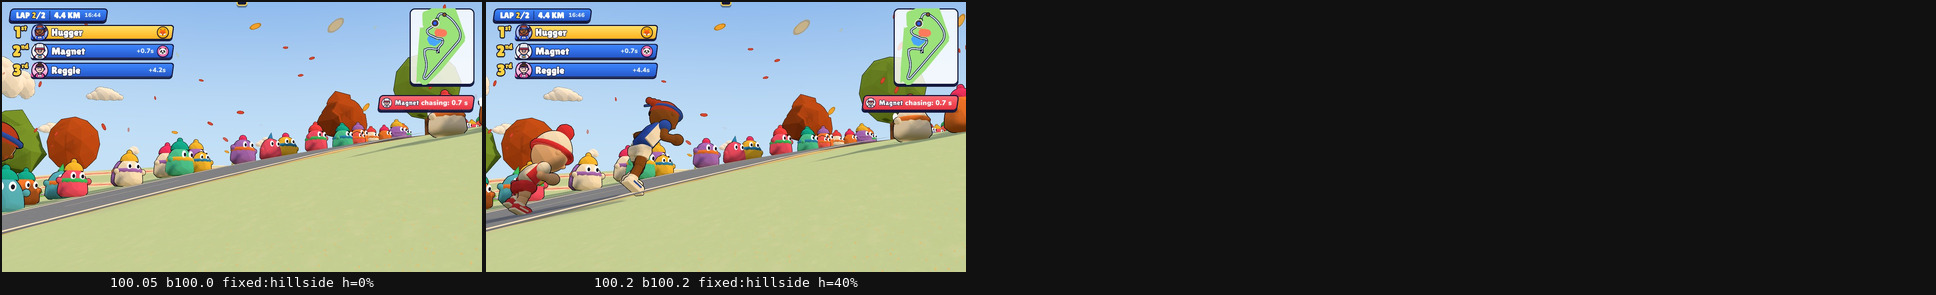 LAP 2/2 4.4 KM 16:44
1st Hugger
2nd Magnet +0.7s
3rd Reggie +4.2s
Magnet chasing: 0.7 s
100.05 b100.0 fixed:hillside h=0%
LAP 2/2 4.4 KM 16:46
1st Hugger
2nd Magnet +0.7s
3rd Reggie +4.4s
Magnet chasing: 0.7 s
100.2 b100.2 fixed:hillside h=40%